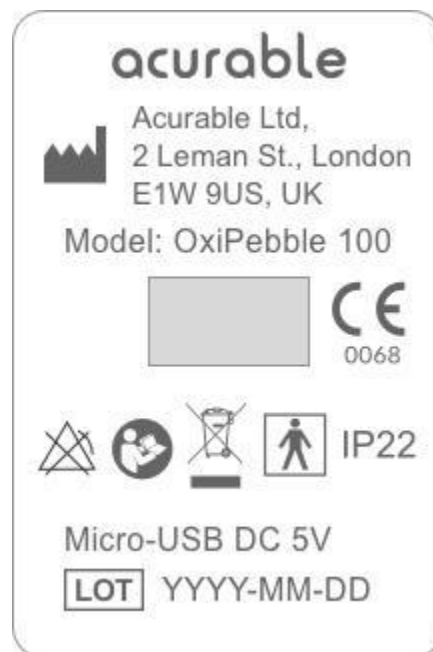 acurable
Acurable Ltd,
2 Leman St., London
E1W 9US, UK
Model: OxiPebble 100
CE
0068
IP22
Micro-USB DC 5V
LOT YYYY-MM-DD